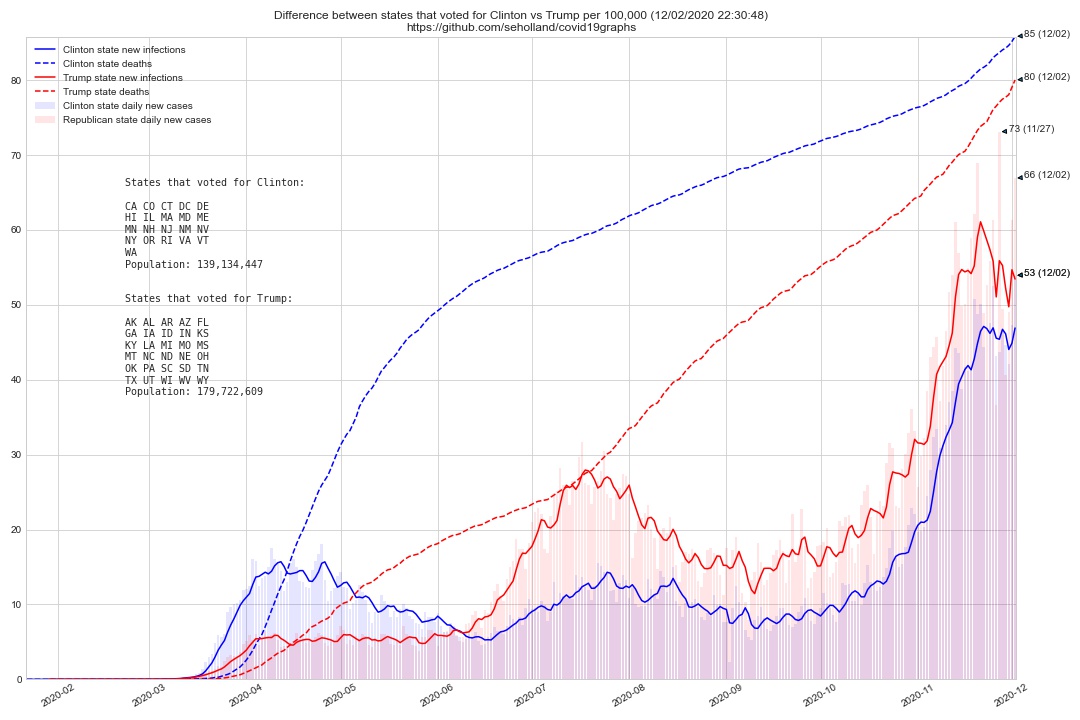 Difference between states that voted for Clinton vs Trump per 100,000 (12/02/2020 22:30:48)
https://github.com/seholland/covid19graphs
Clinton state new infections
Clinton state deaths
Trump state new infections
Trump state deaths
Clinton state daily new cases
Republican state daily new cases
85 (12/02)
80 (12/02)
73 (11/27)
66 (12/02)
53 (12/02)
States that voted for Clinton:
CA CO CT DC DE
HI IL MA MD ME
MN NH NJ NM NV
NY OR RI VA VT
WA
Population: 139,134,447
States that voted for Trump:
AK AL AR AZ FL
GA IA ID IN KS
KY LA MI MO MS
MT NC ND NE OH
OK PA SC SD TN
TX UT WI WV WY
Population: 179,722,609
80
70
60
50
40
30
20
10
0
2020-02
2020-03
2020-04
2020-05
2020-06
2020-07
2020-08
2020-09
2020-10
2020-11
2020-12